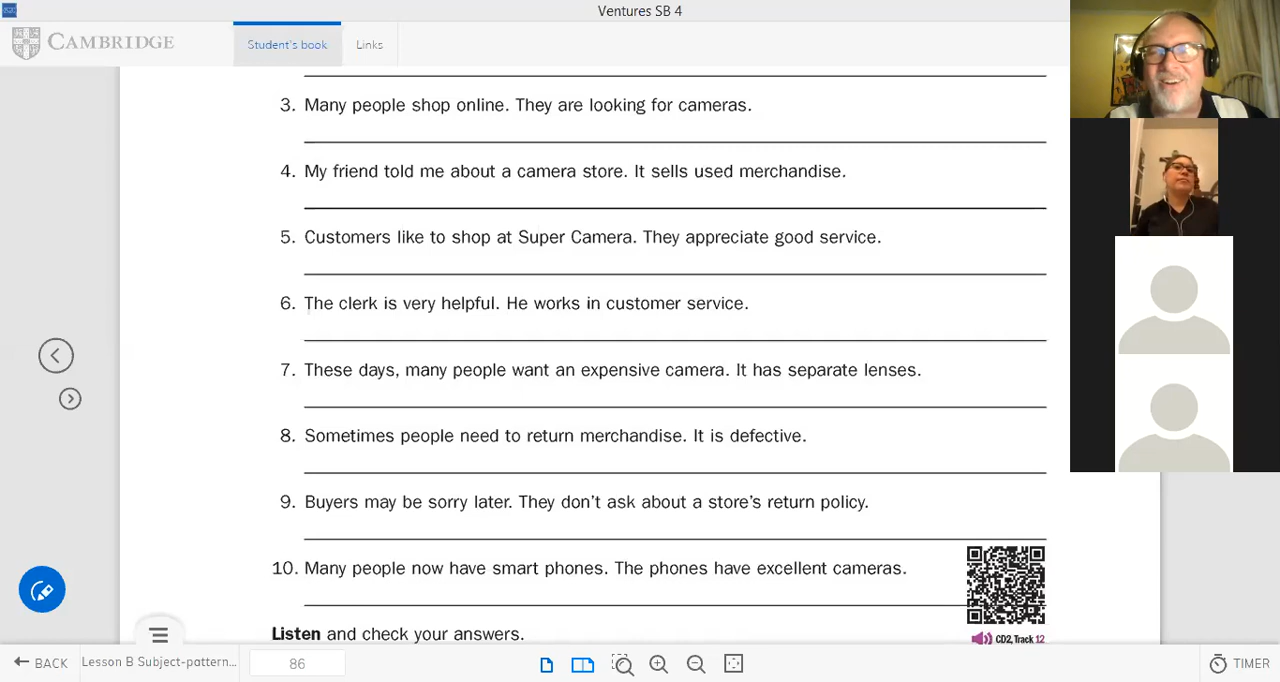 Ventures SB 4
CAMBRIDGE
Student's book
Links
3. Many people shop online. They are looking for cameras.
4. My friend told me about a camera store. It sells used merchandise.
5. Customers like to shop at Super Camera. They appreciate good service.
6. The clerk is very helpful. He works in customer service.
7. These days, many people want an expensive camera. It has separate lenses.
8. Sometimes people need to return merchandise. It is defective.
9. Buyers may be sorry later. They don't ask about a store's return policy.
10. Many people now have smart phones. The phones have excellent cameras.
Listen and check your answers.
CD2, Track 12
BACK
Lesson B Subject-pattern...
86
TIMER